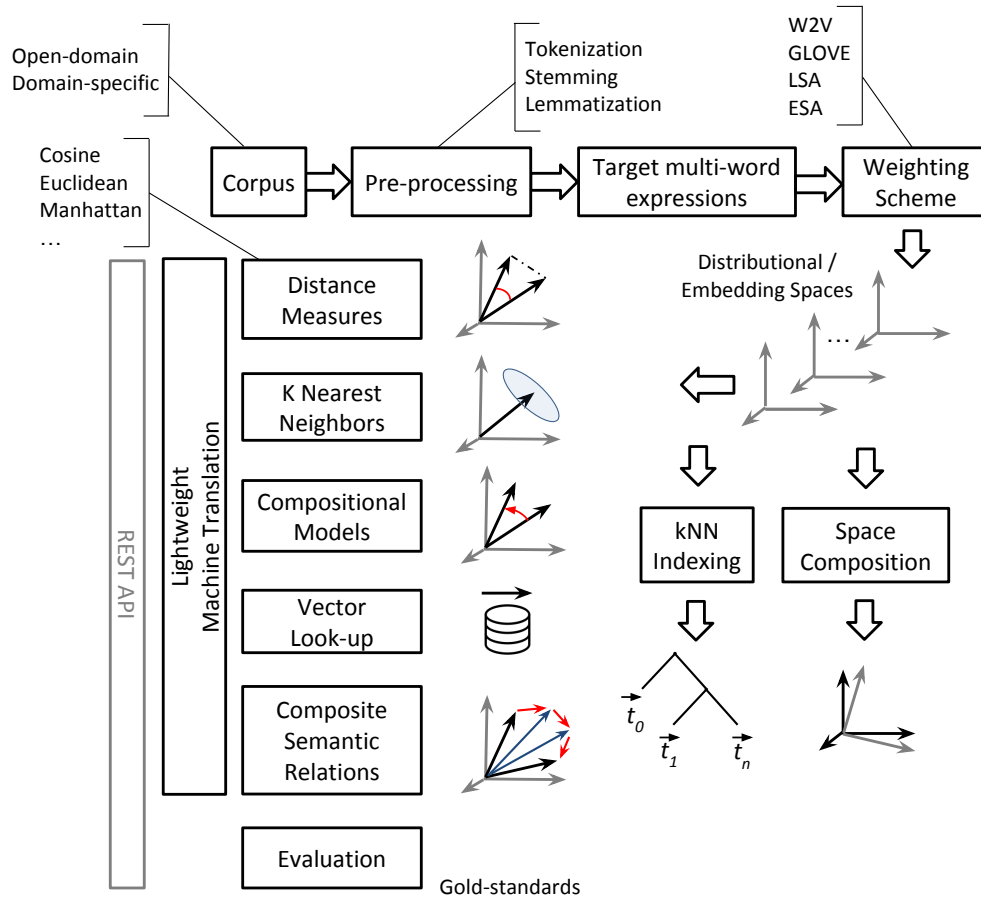 Open-domain
Domain-specific
Tokenization
Stemming
Lemmatization
W2V
GLOVE
LSA
ESA
Cosine
Euclidean
Manhattan
…
Corpus
Pre-processing
Target multi-word
expressions
Weighting
Scheme
REST API
Lightweight
Machine Translation
Distance
Measures
Distributional /
Embedding Spaces
...
K Nearest
Neighbors
Compositional
Models
kNN
Indexing
Space
Composition
Vector
Look-up
t0
t1
tn
Composite
Semantic
Relations
Evaluation
Gold-standards